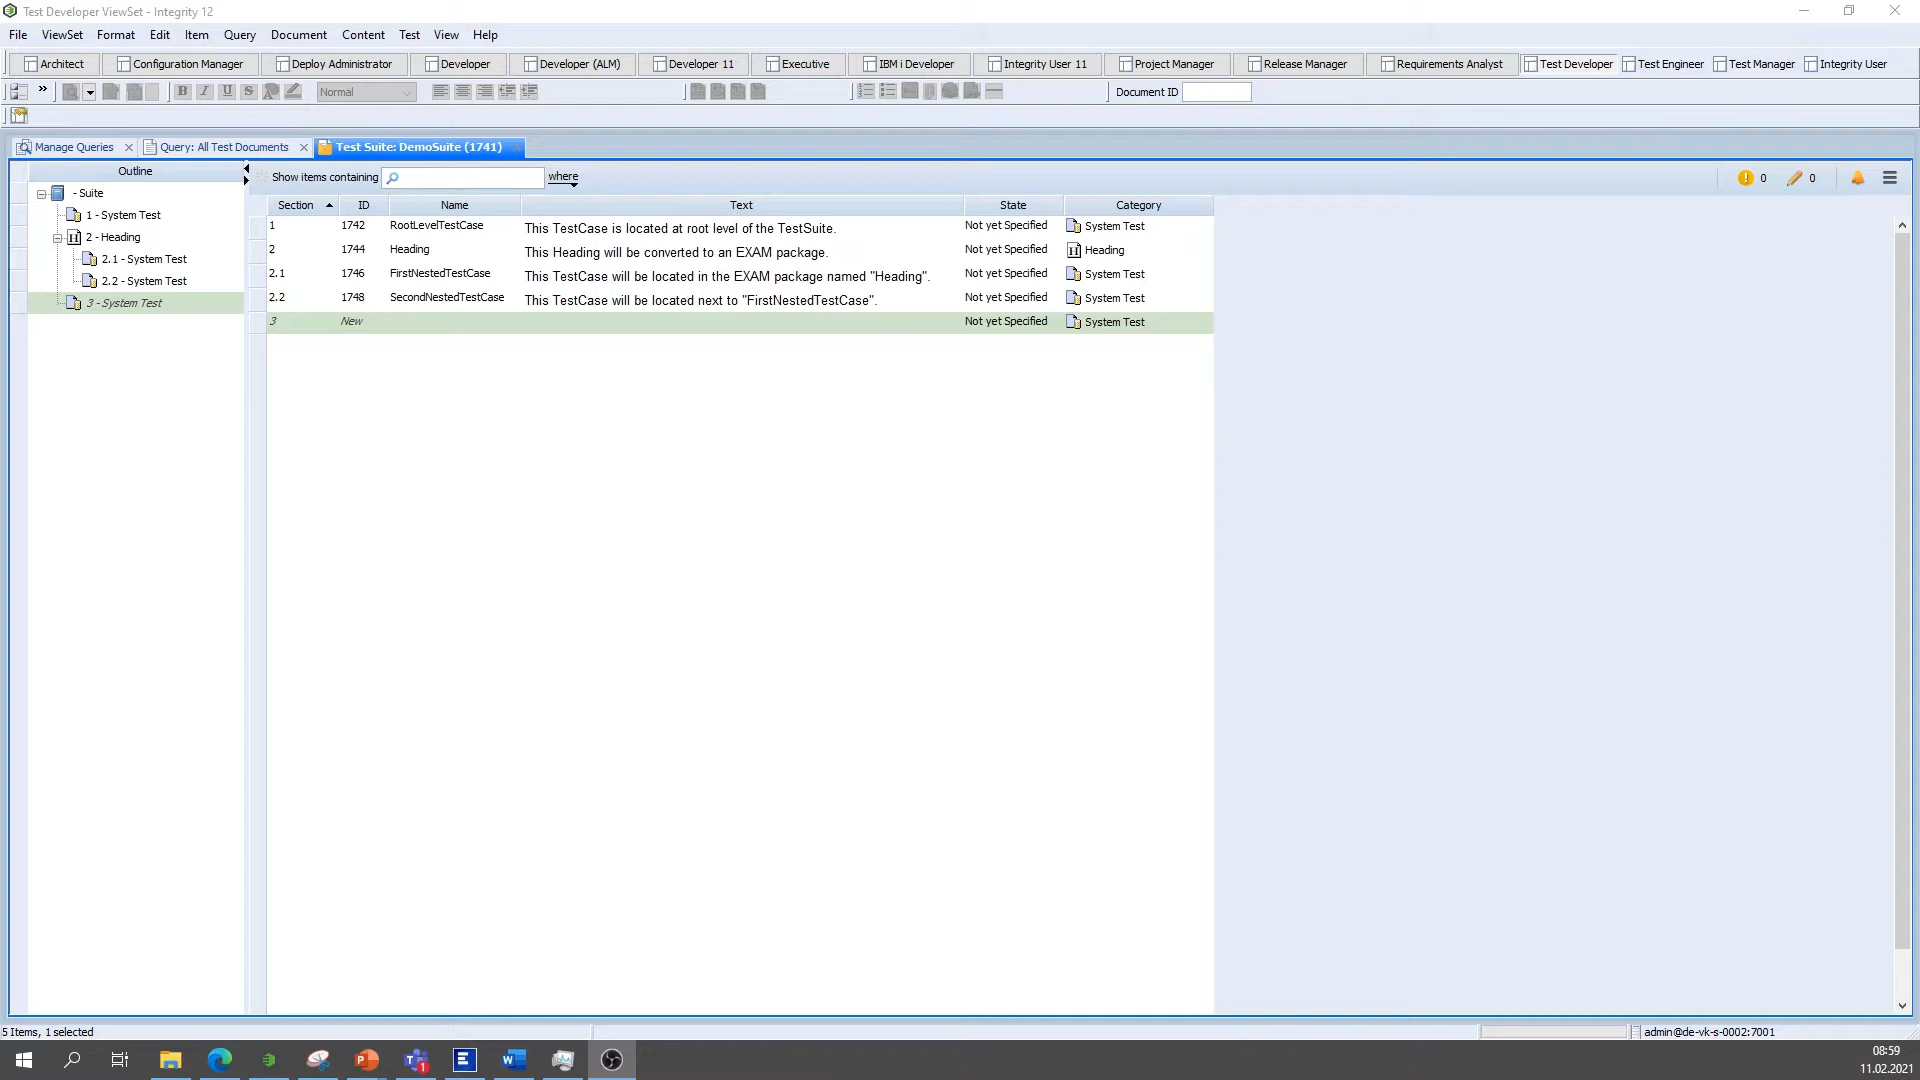 Test Developer ViewSet - Integrity 12
File ViewSet Format Edit Item Query Document Content Test View Help
Architect Configuration Manager Deploy Administrator Developer Developer (ALM) Developer 11 Executive IBM i Developer Integrity User 11 Project Manager Release Manager Requirements Analyst Test Developer Test Engineer Test Manager Integrity User
» B I U S Normal Document ID
Manage Queries Query: All Test Documents Test Suite: DemoSuite (1741)
Outline
- Suite
1 - System Test
2 - Heading
2.1 - System Test
2.2 - System Test
3 - System Test
Show items containing where 0 0
Section ID Name Text State Category
1 1742 RootLevelTestCase This TestCase is located at root level of the TestSuite. Not yet Specified System Test
2 1744 Heading This Heading will be converted to an EXAM package. Not yet Specified Heading
2.1 1746 FirstNestedTestCase This TestCase will be located in the EXAM package named "Heading". Not yet Specified System Test
2.2 1748 SecondNestedTestCase This TestCase will be located next to "FirstNestedTestCase". Not yet Specified System Test
3 New Not yet Specified System Test
5 Items, 1 selected admin@de-vk-s-0002:7001
08:59
11.02.2021